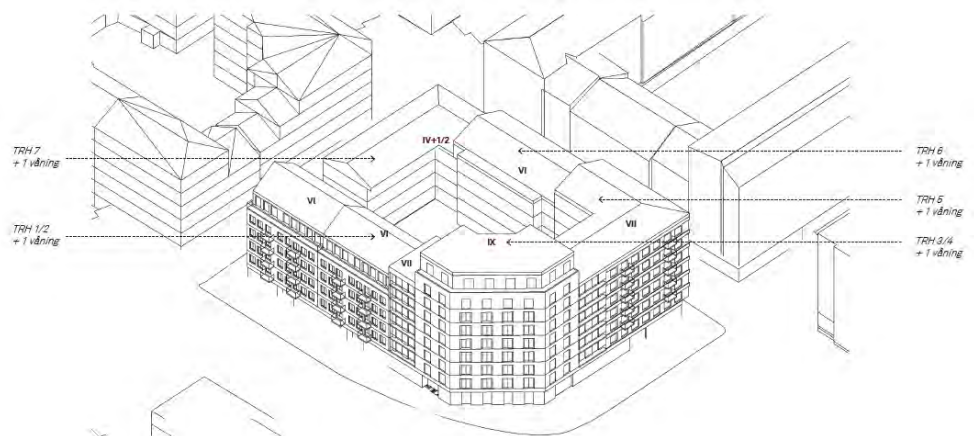 IV+1/2
TRH 7
+ 1 våning
TRH 6
+ 1 våning
VI
VI
TRH 5
+ 1 våning
VII
TRH 1/2
+ 1 våning
VI
IX
TRH 3/4
+ 1 våning
VII